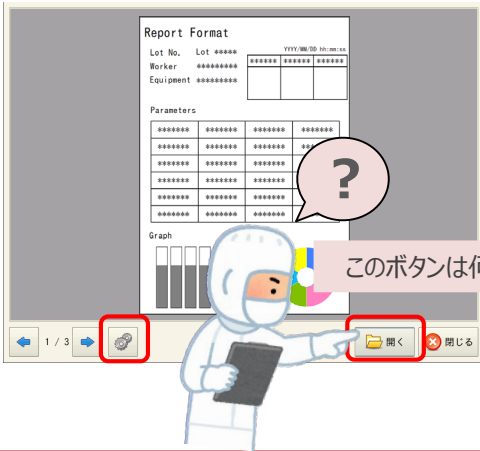 Report Format
YYYY/MM/DD hh:mm:ss
Lot No. Lot *****
Worker *********
Equipment *********
****** ****** ******
Parameters
******* ******* ******* *******
******* ******* *******
******* ******* *******
******* ******* *******
******* ******* *******
******* ******* *******
?
Graph
このボタンは何
1 / 3
開く
閉じる